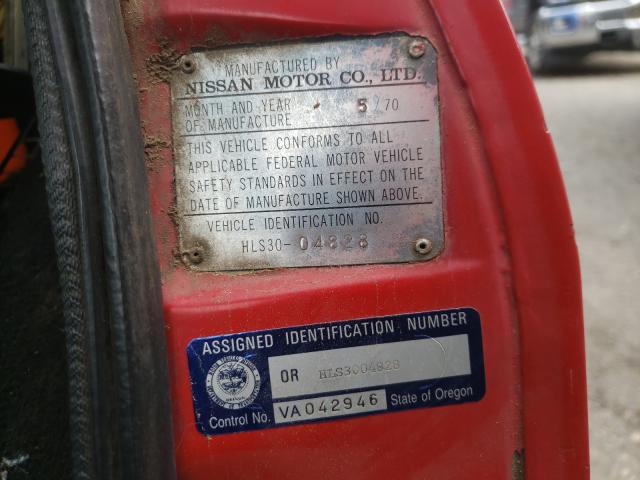 MANUFACTURED BY
NISSAN MOTOR CO., LTD.
MONTH AND YEAR
OF MANUFACTURE 5/70
THIS VEHICLE CONFORMS TO ALL
APPLICABLE FEDERAL MOTOR VEHICLE
SAFETY STANDARDS IN EFFECT ON THE
DATE OF MANUFACTURE SHOWN ABOVE.
VEHICLE IDENTIFICATION NO.
HLS30-04828
ASSIGNED IDENTIFICATION NUMBER
OR HLS3004828
Control No. VA042946 State of Oregon